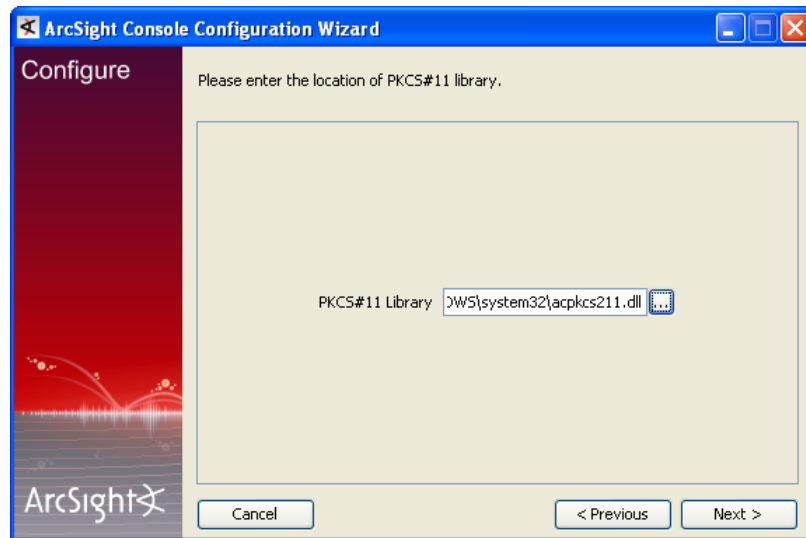 ArcSight Console Configuration Wizard
Configure
Please enter the location of PKCS#11 library.
PKCS#11 Library OWS\system32\acpkcs211.dll ...
ArcSight
Cancel < Previous Next >